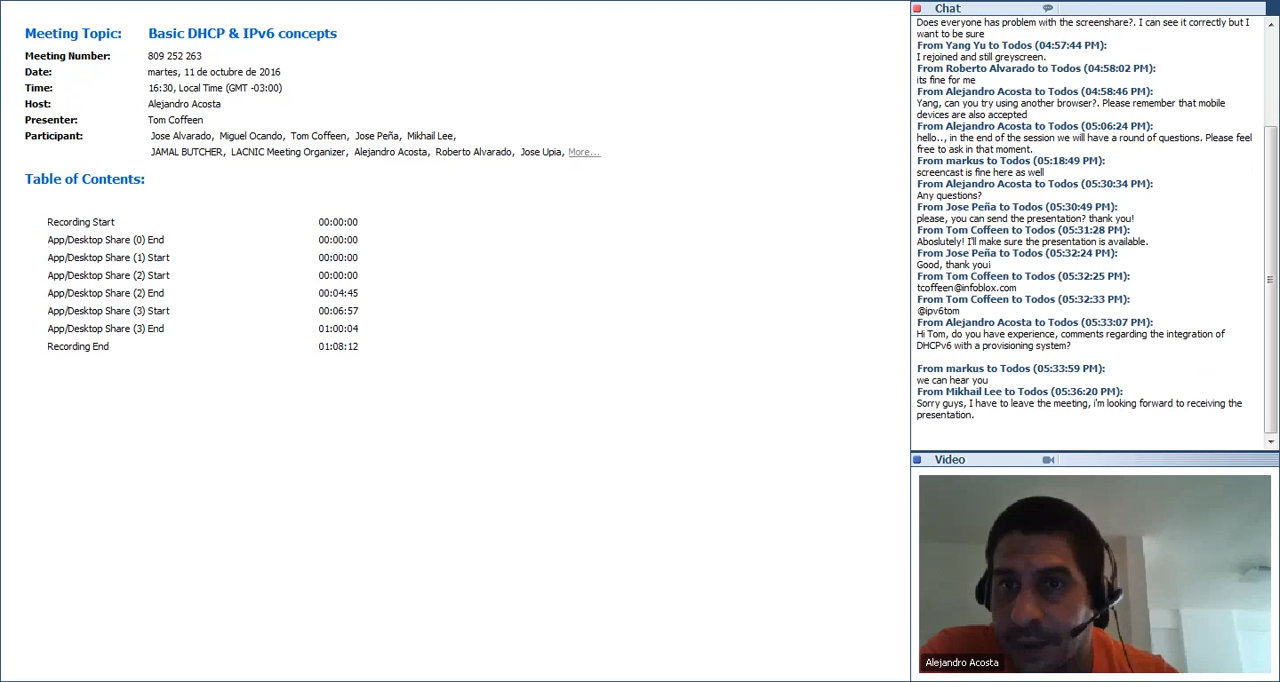 Meeting Topic: Basic DHCP & IPv6 concepts
Meeting Number: 809 252 263
Date: martes, 11 de octubre de 2016
Time: 16:30, Local Time (GMT -03:00)
Host: Alejandro Acosta
Presenter: Tom Coffeen
Participant: Jose Alvarado, Miguel Ocando, Tom Coffeen, Jose Peña, Mikhail Lee,
JAMAL BUTCHER, LACNIC Meeting Organizer, Alejandro Acosta, Roberto Alvarado, Jose Upia, More...
Table of Contents:
Recording Start 00:00:00
App/Desktop Share (0) End 00:00:00
App/Desktop Share (1) Start 00:00:00
App/Desktop Share (2) Start 00:00:00
App/Desktop Share (2) End 00:04:45
App/Desktop Share (3) Start 00:06:57
App/Desktop Share (3) End 01:00:04
Recording End 01:08:12
Chat
Does everyone has problem with the screenshare?. I can see it correctly but I
want to be sure
From Yang Yu to Todos (04:57:44 PM):
I rejoined and still greyscreen.
From Roberto Alvarado to Todos (04:58:02 PM):
its fine for me
From Alejandro Acosta to Todos (04:58:46 PM):
Yang, can you try using another browser?. Please remember that mobile
devices are also accepted
From Alejandro Acosta to Todos (05:06:24 PM):
hello.., in the end of the session we will have a round of questions. Please feel
free to ask in that moment.
From markus to Todos (05:18:49 PM):
screencast is fine here as well
From Alejandro Acosta to Todos (05:30:34 PM):
Any questions?
From Jose Peña to Todos (05:30:49 PM):
please, you can send the presentation? thank you!
From Tom Coffeen to Todos (05:31:28 PM):
Aboslutely! I'll make sure the presentation is available.
From Jose Peña to Todos (05:32:24 PM):
Good, thank youi
From Tom Coffeen to Todos (05:32:25 PM):
tcoffeen@infoblox.com
From Tom Coffeen to Todos (05:32:33 PM):
@ipv6tom
From Alejandro Acosta to Todos (05:33:07 PM):
Hi Tom, do you have experience, comments regarding the integration of
DHCPv6 with a provisioning system?
From markus to Todos (05:33:59 PM):
we can hear you
From Mikhail Lee to Todos (05:36:20 PM):
Sorry guys, I have to leave the meeting, i'm looking forward to receiving the
presentation.
Video
Alejandro Acosta